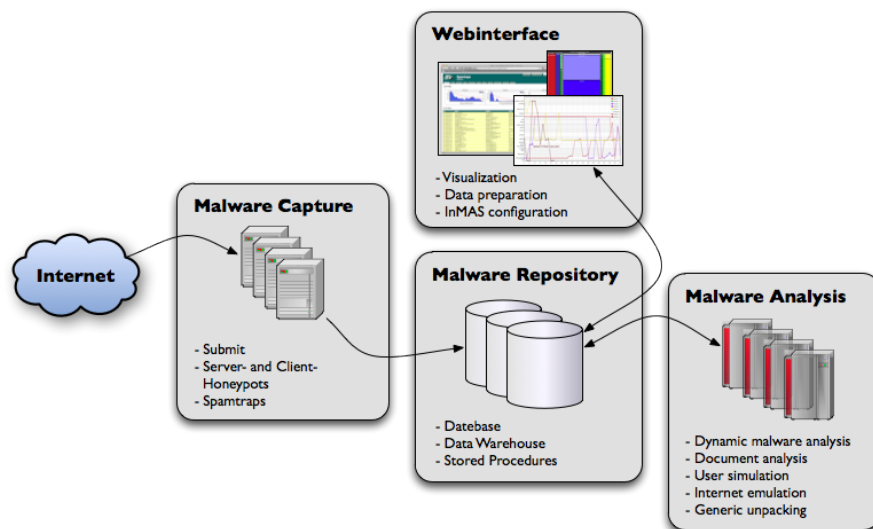 Webinterface
- Visualization
- Data preparation
- InMAS configuration
Malware Capture
- Submit
- Server- and Client-
Honeypots
- Spamtraps
Internet
Malware Repository
- Datebase
- Data Warehouse
- Stored Procedures
Malware Analysis
- Dynamic malware analysis
- Document analysis
- User simulation
- Internet emulation
- Generic unpacking